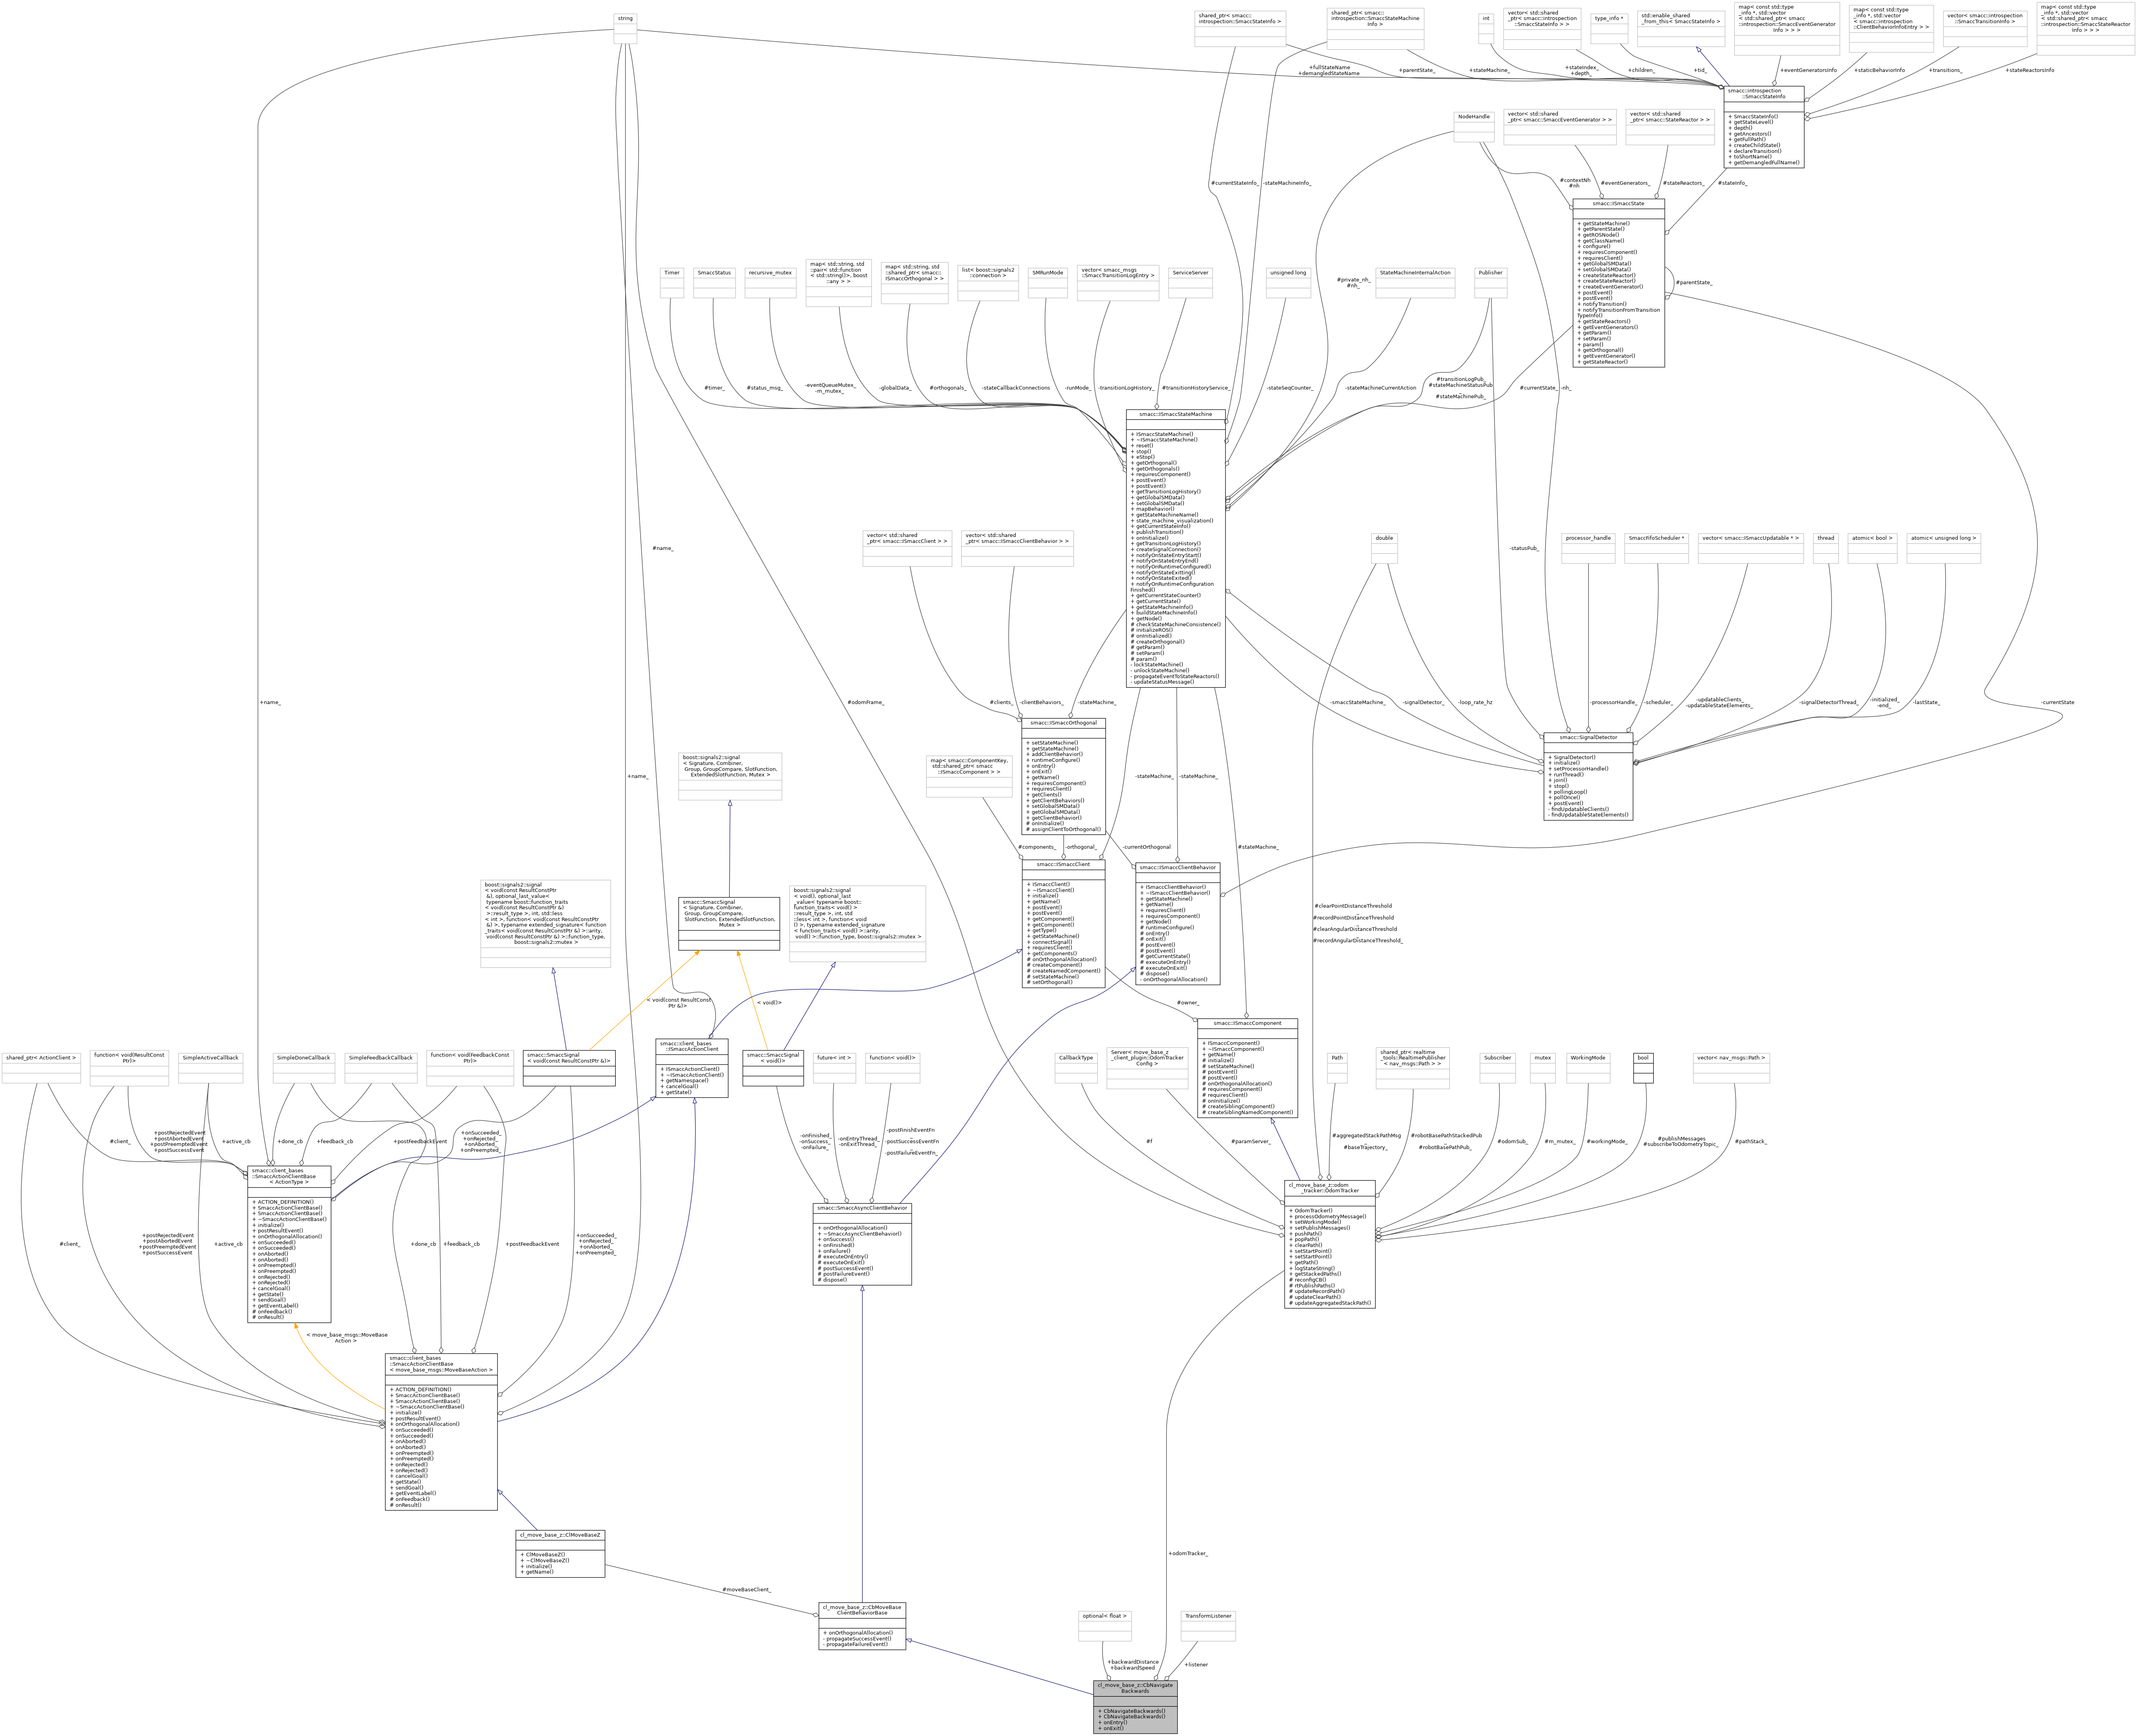 string
shared_ptr< smacc::
introspection::SmaccStateInfo >
shared_ptr< smacc::
introspection::SmaccStateMachine
Info >
int
vector< std::shared
_ptr< smacc::introspection
::SmaccStateInfo > >
type_info *
std::enable_shared
_from_this< SmaccStateInfo >
map< const std::type
_info *, std::vector
< std::shared_ptr< smacc
::introspection::SmaccEventGenerator
Info > > >
map< const std::type
_info *, std::vector
< smacc::introspection
::ClientBehaviorInfoEntry > >
vector< smacc::introspection
::SmaccTransitionInfo >
map< const std::type
_info *, std::vector
< std::shared_ptr< smacc
::introspection::SmaccStateReactor
Info > > >
+fullStateName
+demangledStateName
+parentState_
+stateMachine_
+stateIndex_
+depth_
+children_
+tid_
+eventGeneratorsInfo
+staticBehaviorInfo
+transitions_
+stateReactorsInfo
smacc::introspection
::SmaccStateInfo
+ SmaccStateInfo()
+ getStateLevel()
+ depth()
+ getAncestors()
+ getFullPath()
+ createChildState()
+ declareTransition()
+ toShortName()
+ getDemangledFullName()
NodeHandle
vector< std::shared
_ptr< smacc::SmaccEventGenerator > >
vector< std::shared
_ptr< smacc::StateReactor > >
#currentStateInfo_
-stateMachineInfo_
#contextNh
#nh
#eventGenerators_
#stateReactors_
#stateInfo_
smacc::ISmaccState
+ getStateMachine()
+ getParentState()
+ getROSNode()
+ getClassName()
+ configure()
+ requiresComponent()
+ requiresClient()
+ getGlobalSMData()
+ setGlobalSMData()
+ createStateReactor()
+ createStateReactor()
+ createEventGenerator()
+ postEvent()
+ postEvent()
+ notifyTransition()
+ notifyTransitionFromTransition
TypeInfo()
+ getStateReactors()
+ getEventGenerators()
+ getParam()
+ setParam()
+ param()
+ getOrthogonal()
+ getEventGenerator()
+ getStateReactor()
#parentState_
Timer
SmaccStatus
recursive_mutex
map< std::string, std
::pair< std::function
< std::string()>, boost
::any > >
map< std::string, std
::shared_ptr< smacc::
ISmaccOrthogonal > >
list< boost::signals2
::connection >
SMRunMode
vector< smacc_msgs
::SmaccTransitionLogEntry >
ServiceServer
unsigned long
#private_nh_
#nh_
StateMachineInternalAction
Publisher
#timer_
#status_msg_
-eventQueueMutex_
-m_mutex_
-globalData_
#orthogonals_
-stateCallbackConnections
-runMode_
-transitionLogHistory_
#transitionHistoryService_
-stateSeqCounter_
-stateMachineCurrentAction
#transitionLogPub_
#stateMachineStatusPub
_
#stateMachinePub_
#currentState_
-nh_
smacc::ISmaccStateMachine
+ ISmaccStateMachine()
+ ~ISmaccStateMachine()
+ reset()
+ stop()
+ eStop()
+ getOrthogonal()
+ getOrthogonals()
+ requiresComponent()
+ postEvent()
+ postEvent()
+ getTransitionLogHistory()
+ getGlobalSMData()
+ setGlobalSMData()
+ mapBehavior()
+ getStateMachineName()
+ state_machine_visualization()
+ getCurrentStateInfo()
+ publishTransition()
+ onInitialize()
+ getTransitionLogHistory()
+ createSignalConnection()
+ notifyOnStateEntryStart()
+ notifyOnStateEntryEnd()
+ notifyOnRuntimeConfigured()
+ notifyOnStateExitting()
+ notifyOnStateExited()
+ notifyOnRuntimeConfiguration
Finished()
+ getCurrentStateCounter()
+ getCurrentState()
+ getStateMachineInfo()
+ buildStateMachineInfo()
+ getNode()
# checkStateMachineConsistence()
# initializeROS()
# onInitialized()
# createOrthogonal()
# getParam()
# setParam()
# param()
- lockStateMachine()
- unlockStateMachine()
- propagateEventToStateReactors()
- updateStatusMessage()
vector< std::shared
_ptr< smacc::ISmaccClient > >
vector< std::shared
_ptr< smacc::ISmaccClientBehavior > >
#name_
-statusPub_
double
processor_handle
SmaccFifoScheduler *
vector< smacc::ISmaccUpdatable * >
thread
atomic< bool >
atomic< unsigned long >
+name_
#odomFrame_
#clients_
-clientBehaviors_
-stateMachine_
-smaccStateMachine_
-signalDetector_
-loop_rate_hz
-processorHandle_
-scheduler_
-updatableClients_
-updatableStateElements_
-signalDetectorThread_
-initialized_
-end_
-lastState_
-currentState
smacc::ISmaccOrthogonal
+ setStateMachine()
+ getStateMachine()
+ addClientBehavior()
+ runtimeConfigure()
+ onEntry()
+ onExit()
+ getName()
+ requiresComponent()
+ requiresClient()
+ getClients()
+ getClientBehaviors()
+ setGlobalSMData()
+ getGlobalSMData()
+ getClientBehavior()
# onInitialize()
# assignClientToOrthogonal()
smacc::SignalDetector
+ SignalDetector()
+ initialize()
+ setProcessorHandle()
+ runThread()
+ join()
+ stop()
+ pollingLoop()
+ pollOnce()
+ postEvent()
- findUpdatableClients()
- findUpdatableStateElements()
boost::signals2::signal
< Signature, Combiner,
Group, GroupCompare, SlotFunction,
ExtendedSlotFunction, Mutex >
map< smacc::ComponentKey,
std::shared_ptr< smacc
::ISmaccComponent > >
+name_
-stateMachine_
-stateMachine_
#components_
-orthogonal_
-currentOrthogonal
#stateMachine_
smacc::ISmaccClient
+ ISmaccClient()
+ ~ISmaccClient()
+ initialize()
+ getName()
+ postEvent()
+ postEvent()
+ getComponent()
+ getComponent()
+ getType()
+ getStateMachine()
+ connectSignal()
+ requiresClient()
+ getComponents()
# onOrthogonalAllocation()
# createComponent()
# createNamedComponent()
# setStateMachine()
# setOrthogonal()
smacc::ISmaccClientBehavior
+ ISmaccClientBehavior()
+ ~ISmaccClientBehavior()
+ getStateMachine()
+ getName()
+ requiresClient()
+ requiresComponent()
+ getNode()
# runtimeConfigure()
# onEntry()
# onExit()
# postEvent()
# postEvent()
# getCurrentState()
# executeOnEntry()
# executeOnExit()
# dispose()
- onOrthogonalAllocation()
boost::signals2::signal
< void(const ResultConstPtr
&), optional_last_value<
typename boost::function_traits
< void(const ResultConstPtr &)
>::result_type >, int, std::less
< int >, function< void(const ResultConstPtr
&) >, typename extended_signature< function
_traits< void(const ResultConstPtr &) >::arity,
void(const ResultConstPtr &) >::function_type,
boost::signals2::mutex >
smacc::SmaccSignal
< Signature, Combiner,
Group, GroupCompare,
SlotFunction, ExtendedSlotFunction,
Mutex >
boost::signals2::signal
< void(), optional_last
_value< typename boost::
function_traits< void() >
::result_type >, int, std
::less< int >, function< void
() >, typename extended_signature
< function_traits< void() >::arity,
void() >::function_type, boost::signals2::mutex >
#clearPointDistanceThreshold
_
#recordPointDistanceThreshold
_
#clearAngularDistanceThreshold
_
#recordAngularDistanceThreshold_
< void(const ResultConst
Ptr &)>
< void()>
#owner_
smacc::ISmaccComponent
+ ISmaccComponent()
+ ~ISmaccComponent()
+ getName()
# initialize()
# setStateMachine()
# postEvent()
# postEvent()
# onOrthogonalAllocation()
# requiresComponent()
# requiresClient()
# onInitialize()
# createSiblingComponent()
# createSiblingNamedComponent()
shared_ptr< ActionClient >
function< void(ResultConst
Ptr)>
SimpleActiveCallback
SimpleDoneCallback
SimpleFeedbackCallback
function< void(FeedbackConst
Ptr)>
smacc::SmaccSignal
< void(const ResultConstPtr &)>
smacc::client_bases
::ISmaccActionClient
+ ISmaccActionClient()
+ ~ISmaccActionClient()
+ getNamespace()
+ cancelGoal()
+ getState()
smacc::SmaccSignal
< void()>
future< int >
function< void()>
CallbackType
Server< move_base_z
_client_plugin::OdomTracker
Config >
Path
shared_ptr< realtime
_tools::RealtimePublisher
< nav_msgs::Path > >
Subscriber
mutex
WorkingMode
bool
vector< nav_msgs::Path >
#client_
+postRejectedEvent
+postAbortedEvent
+postPreemptedEvent
+postSuccessEvent
+active_cb
+done_cb
+feedback_cb
+postFeedbackEvent
+onSucceeded_
+onRejected_
+onAborted_
+onPreempted_
-onFinished_
-onSuccess_
-onFailure_
-onEntryThread_
-onExitThread_
-postFinishEventFn
_
-postSuccessEventFn
_
-postFailureEventFn_
#f
#paramServer_
#aggregatedStackPathMsg
_
#baseTrajectory_
#robotBasePathStackedPub
_
#robotBasePathPub_
#odomSub_
#m_mutex_
#workingMode_
#publishMessages
#subscribeToOdometryTopic_
#pathStack_
smacc::client_bases
::SmaccActionClientBase
< ActionType >
+ ACTION_DEFINITION()
+ SmaccActionClientBase()
+ SmaccActionClientBase()
+ ~SmaccActionClientBase()
+ initialize()
+ postResultEvent()
+ onOrthogonalAllocation()
+ onSucceeded()
+ onSucceeded()
+ onAborted()
+ onAborted()
+ onPreempted()
+ onPreempted()
+ onRejected()
+ onRejected()
+ cancelGoal()
+ getState()
+ sendGoal()
+ getEventLabel()
# onFeedback()
# onResult()
smacc::SmaccAsyncClientBehavior
+ onOrthogonalAllocation()
+ ~SmaccAsyncClientBehavior()
+ onSuccess()
+ onFinished()
+ onFailure()
# executeOnEntry()
# executeOnExit()
# postSuccessEvent()
# postFailureEvent()
# dispose()
cl_move_base_z::odom
_tracker::OdomTracker
+ OdomTracker()
+ processOdometryMessage()
+ setWorkingMode()
+ setPublishMessages()
+ pushPath()
+ popPath()
+ clearPath()
+ setStartPoint()
+ setStartPoint()
+ getPath()
+ logStateString()
+ getStackedPaths()
# reconfigCB()
# rtPublishPaths()
# updateRecordPath()
# updateClearPath()
# updateAggregatedStackPath()
#client_
+postRejectedEvent
+postAbortedEvent
+postPreemptedEvent
+postSuccessEvent
+active_cb
+done_cb
+feedback_cb
+postFeedbackEvent
+onSucceeded_
+onRejected_
+onAborted_
+onPreempted_
< move_base_msgs::MoveBase
Action >
smacc::client_bases
::SmaccActionClientBase
< move_base_msgs::MoveBaseAction >
+ ACTION_DEFINITION()
+ SmaccActionClientBase()
+ SmaccActionClientBase()
+ ~SmaccActionClientBase()
+ initialize()
+ postResultEvent()
+ onOrthogonalAllocation()
+ onSucceeded()
+ onSucceeded()
+ onAborted()
+ onAborted()
+ onPreempted()
+ onPreempted()
+ onRejected()
+ onRejected()
+ cancelGoal()
+ getState()
+ sendGoal()
+ getEventLabel()
# onFeedback()
# onResult()
cl_move_base_z::ClMoveBaseZ
+ ClMoveBaseZ()
+ ~ClMoveBaseZ()
+ initialize()
+ getName()
#moveBaseClient_
+odomTracker_
cl_move_base_z::CbMoveBase
ClientBehaviorBase
+ onOrthogonalAllocation()
- propagateSuccessEvent()
- propagateFailureEvent()
optional< float >
TransformListener
+backwardDistance
+backwardSpeed
+listener
cl_move_base_z::CbNavigate
Backwards
+ CbNavigateBackwards()
+ CbNavigateBackwards()
+ onEntry()
+ onExit()